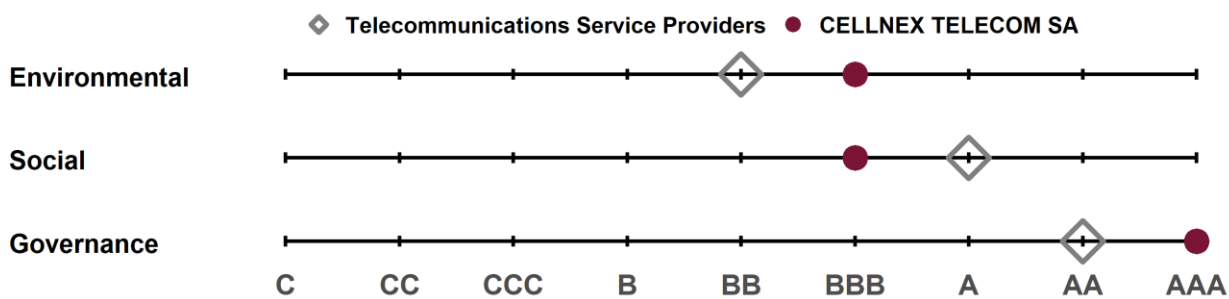 Telecommunications Service Providers CELLNEX TELECOM SA
Environmental
Social
Governance
C CC CCC B BB BBB A AA AAA